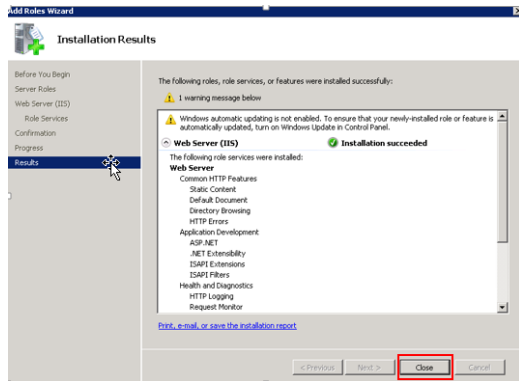 Add Roles Wizard
Installation Results
Before You Begin
Server Roles
Web Server (IIS)
Role Services
Confirmation
Progress
Results
The following roles, role services, or features were installed successfully:
1 warning message below
Windows automatic updating is not enabled. To ensure that your newly-installed role or feature is
automatically updated, turn on Windows Update in Control Panel.
Web Server (IIS) Installation succeeded
The following role services were installed:
Web Server
Common HTTP Features
Static Content
Default Document
Directory Browsing
HTTP Errors
Application Development
ASP.NET
.NET Extensibility
ISAPI Extensions
ISAPI Filters
Health and Diagnostics
HTTP Logging
Request Monitor
Print, e-mail, or save the installation report
< Previous Next > Close Cancel